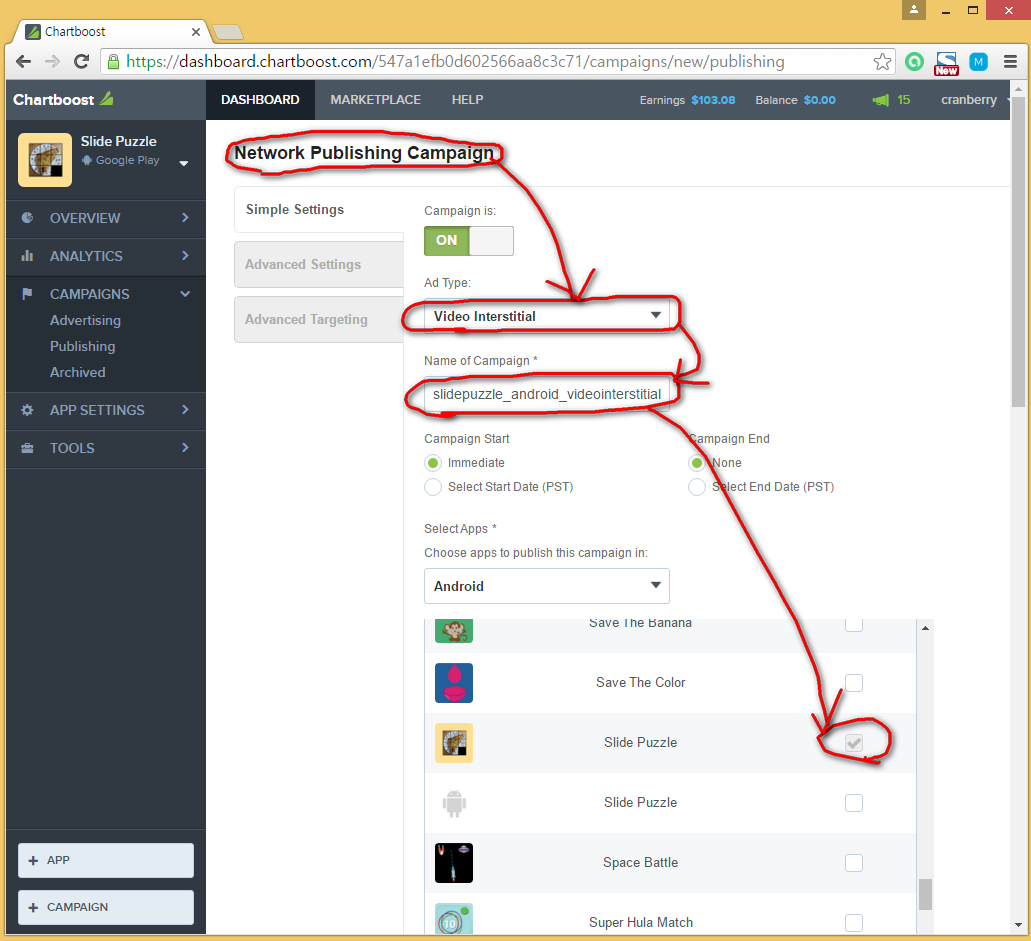 Chartboost
https://dashboard.chartboost.com/547a1efb0d602566aa8c3c71/campaigns/new/publishing
New
M
Chartboost
DASHBOARD MARKETPLACE HELP Earnings $103.08 Balance $0.00 15 cranberry
Slide Puzzle
Google Play
OVERVIEW
ANALYTICS
CAMPAIGNS
Advertising
Publishing
Archived
APP SETTINGS
TOOLS
+ APP
+ CAMPAIGN
Network Publishing Campaign
Simple Settings
Advanced Settings
Advanced Targeting
Campaign is:
ON
Ad Type:
Video Interstitial
Name of Campaign *
slidepuzzle_android_videointerstitial
Campaign Start Campaign End
Immediate None
Select Start Date (PST) Select End Date (PST)
Select Apps *
Choose apps to publish this campaign in:
Android
Save The Banana
Save The Color
Slide Puzzle
Slide Puzzle
Space Battle
10 Super Hula Match